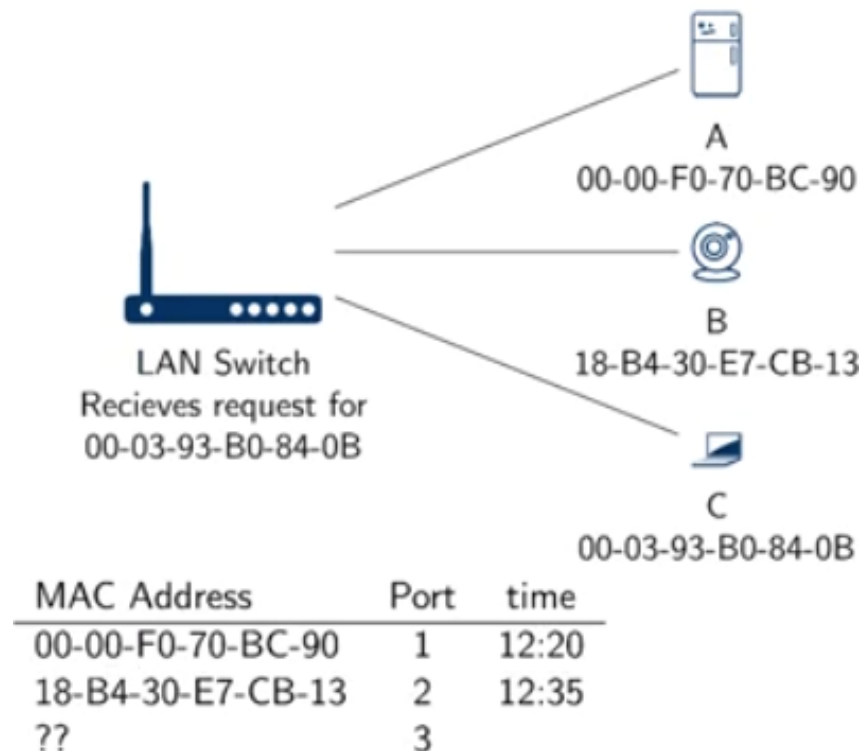 A
00-00-F0-70-BC-90
B
18-B4-30-E7-CB-13
LAN Switch
Recieves request for
00-03-93-B0-84-0B
C
00-03-93-B0-84-0B
MAC Address Port time
00-00-F0-70-BC-90 1 12:20
18-B4-30-E7-CB-13 2 12:35
?? 3